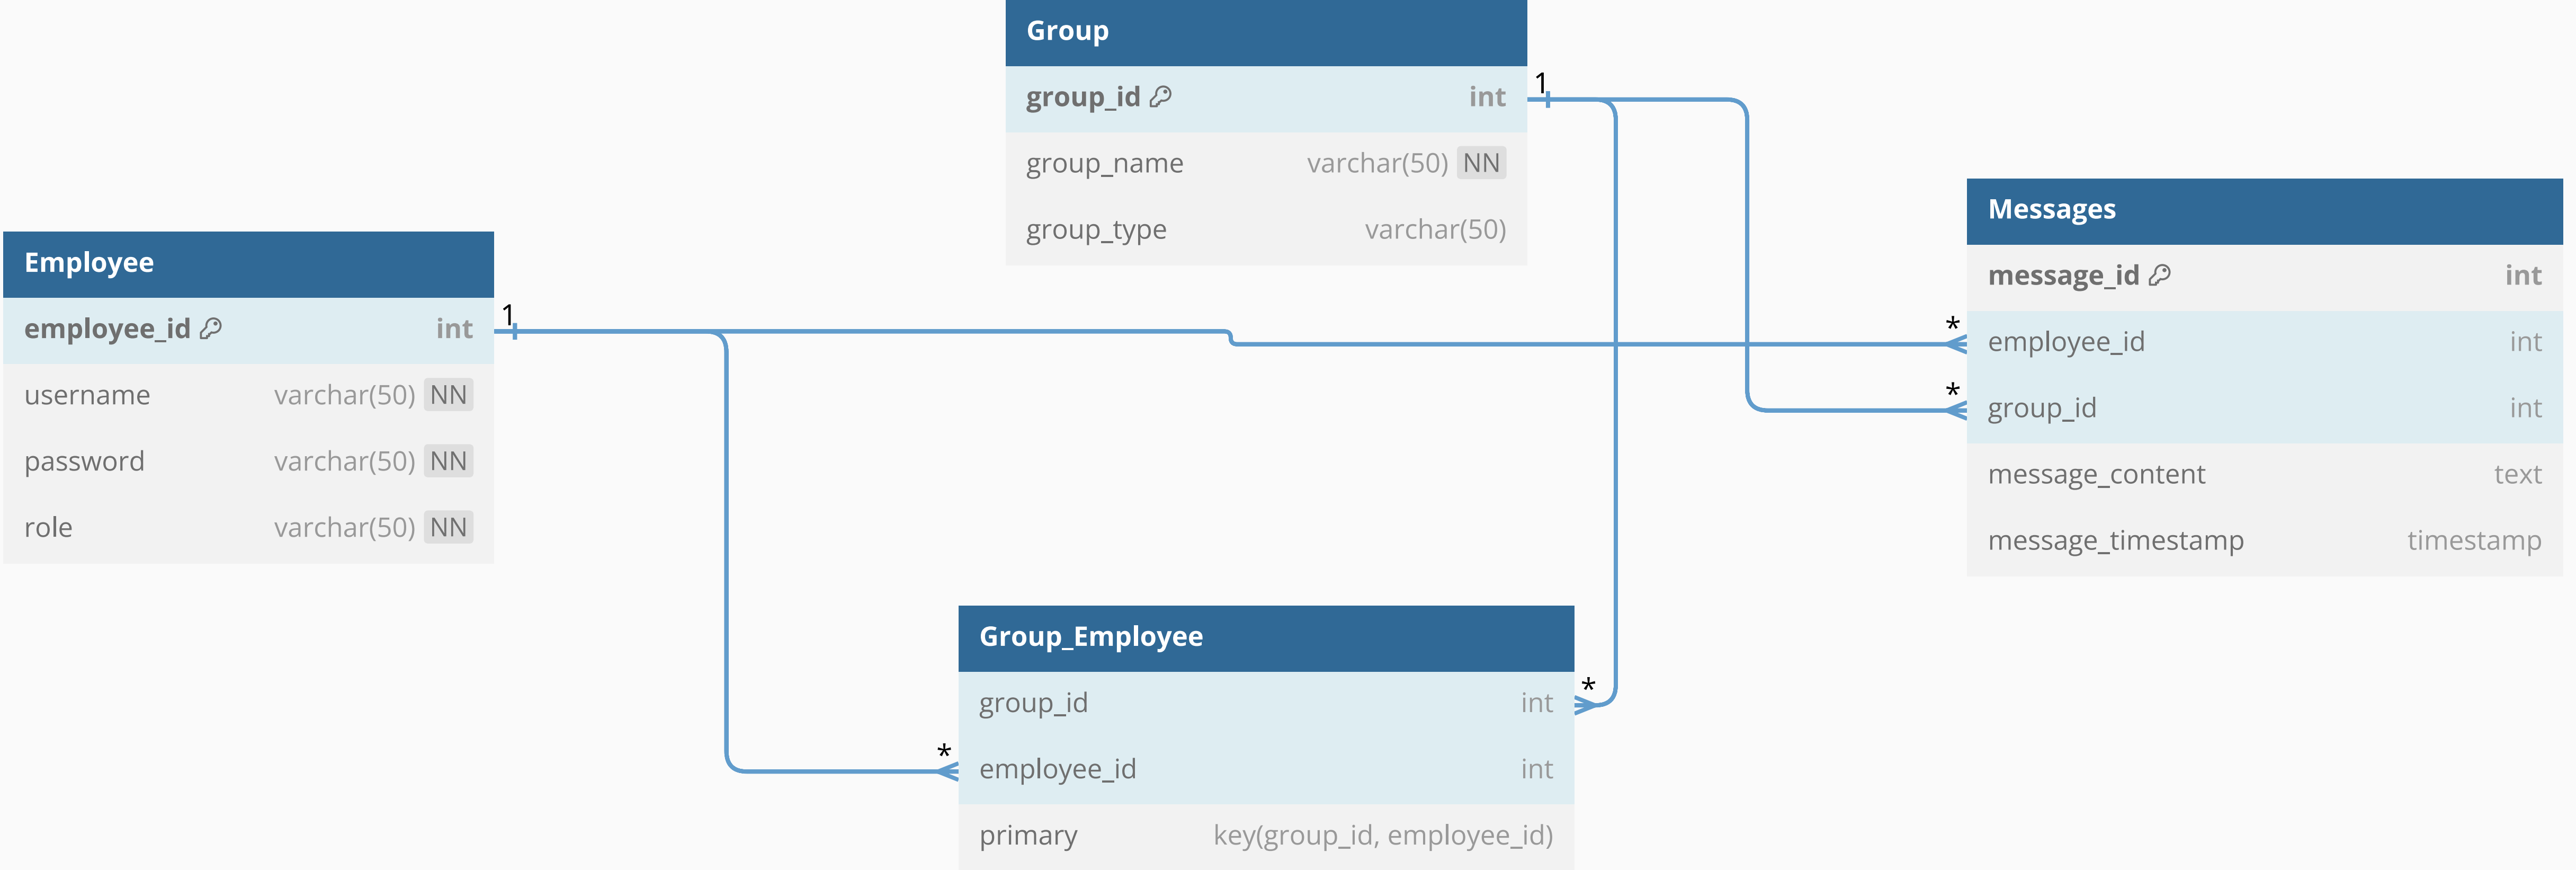 Group
group_id int
group_name varchar(50) NN
group_type varchar(50)
1
Employee
employee_id int
username varchar(50) NN
password varchar(50) NN
role varchar(50) NN
1
Messages
message_id int
employee_id int
group_id int
message_content text
message_timestamp timestamp
*
*
Group_Employee
group_id int
employee_id int
primary key(group_id, employee_id)
*
*